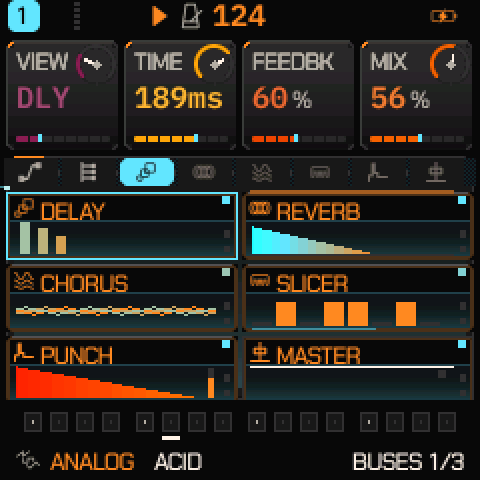 1 124
VIEW TIME FEEDBK MIX
DLY 189ms 60% 56%
DELAY REVERB
CHORUS SLICER
PUNCH MASTER
ANALOG ACID BUSES 1/3